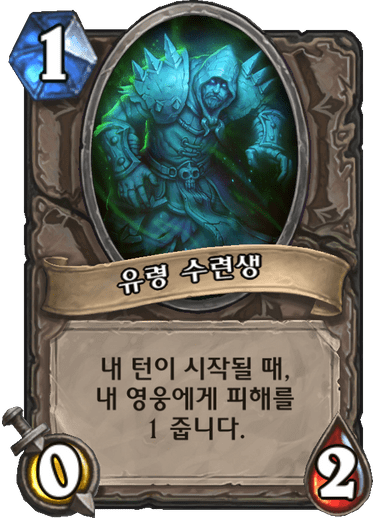 1
유령 수련생
내 턴이 시작될 때,
내 영웅에게 피해를
1 줍니다.
0
2